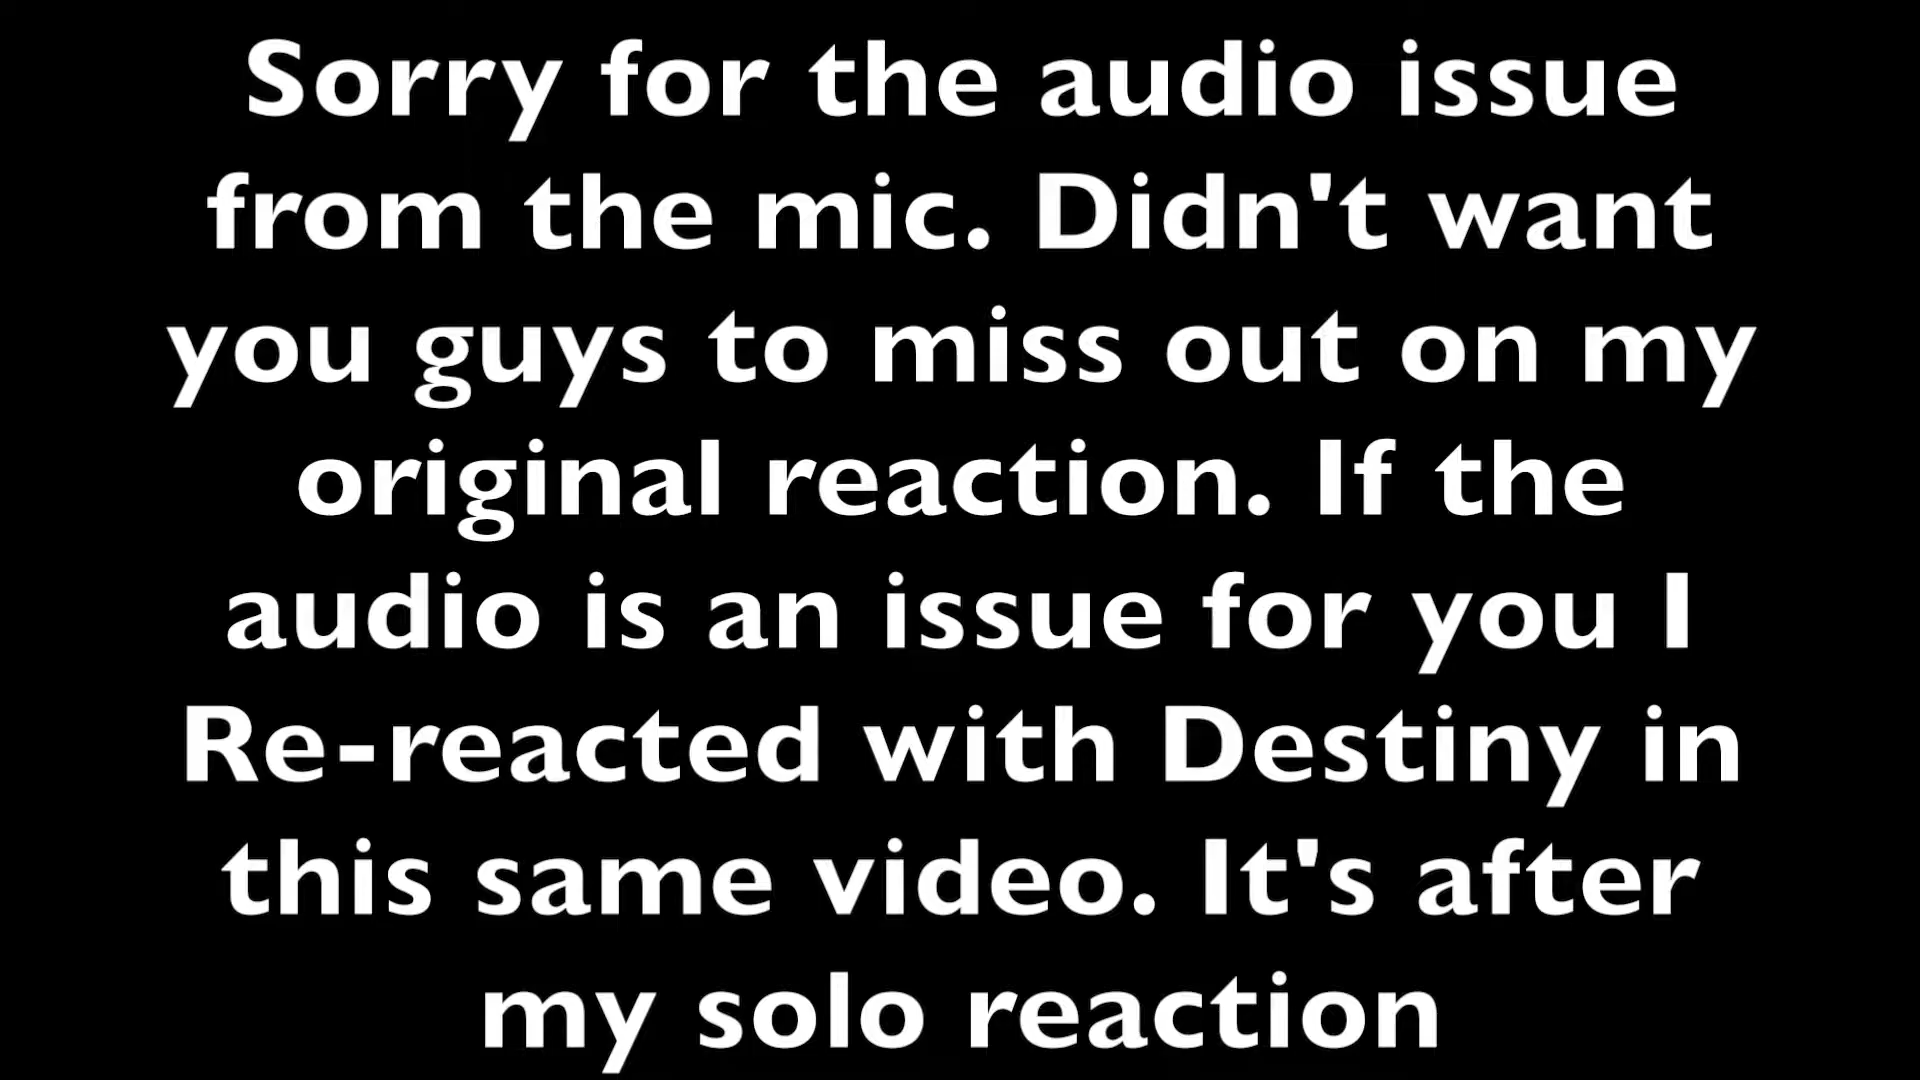 Sorry for the audio issue
from the mic. Didn't want
you guys to miss out on my
original reaction. If the
audio is an issue for you I
Re-reacted with Destiny in
this same video. It's after
my solo reaction